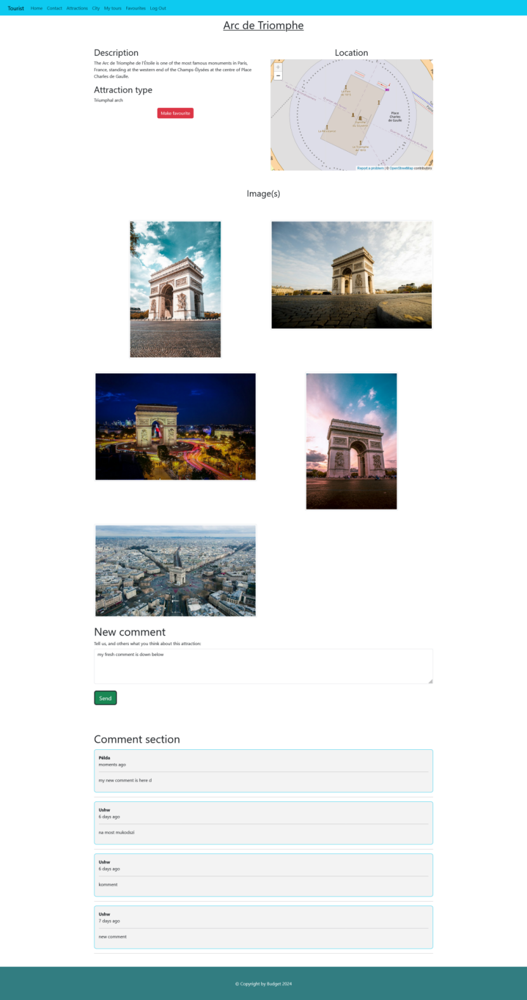 Tourist Home Contact Attractions City My tours Favourites Log Out
Arc de Triomphe
Description
The Arc de Triomphe de l'Étoile is one of the most famous monuments in Paris,
France, standing at the western end of the Champs-Élysées at the centre of Place
Charles de Gaulle.
Attraction type
Triumphal arch
Make favourite
Location
+
−
Place
Charles
de Gaulle
Report a problem | © OpenStreetMap contributors
Image(s)
New comment
Tell us, and others what you think about this attraction:
my fresh comment is down below
Send
Comment section
Példa
moments ago
my new comment is here d
Ushw
6 days ago
na most mukodszi
Ushw
6 days ago
komment
Ushw
7 days ago
new comment
© Copyright by Budget 2024